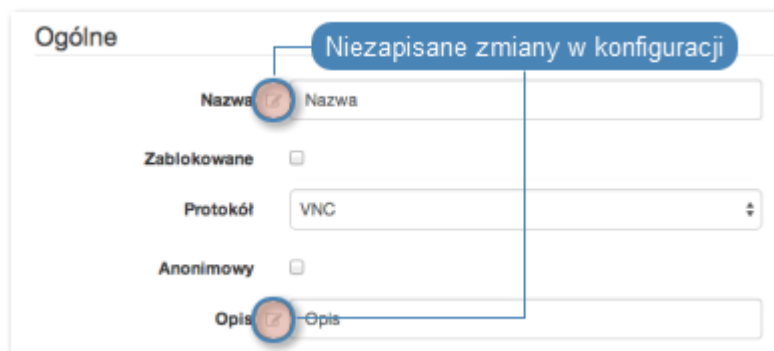 Ogólne
Niezapisane zmiany w konfiguracji
Nazwa Nazwa
Zablokowane
Protokół VNC
Anonimowy
Opis Opis